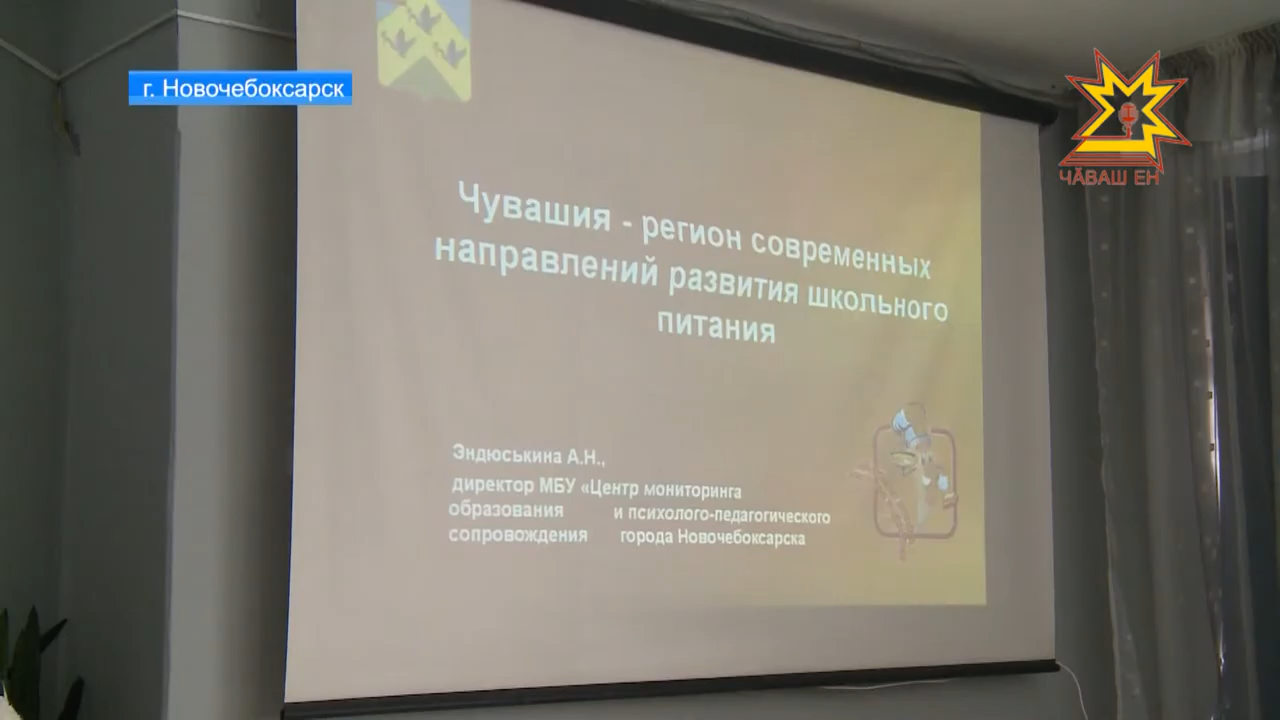 г. Новочебоксарск
ЧӐВАШ ЕН
Чувашия - регион современных
направлений развития школьного
питания
Эндюськина А.Н.,
директор МБУ «Центр мониторинга
образования и психолого-педагогического
сопровождения города Новочебоксарска